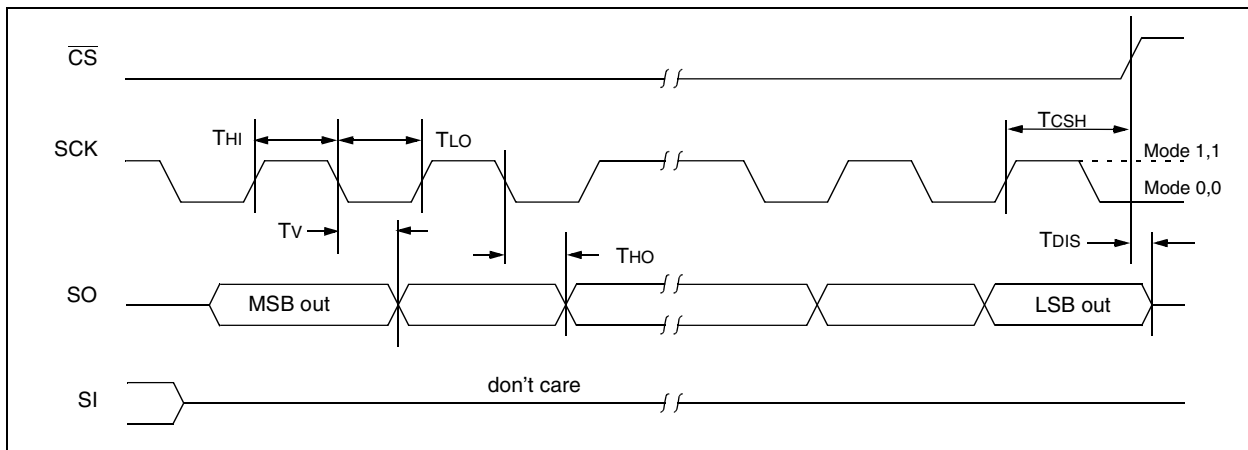 CS
THI
TLO
TCSH
SCK
Mode 1,1
Mode 0,0
TV
THO
TDIS
SO
MSB out
LSB out
don't care
SI